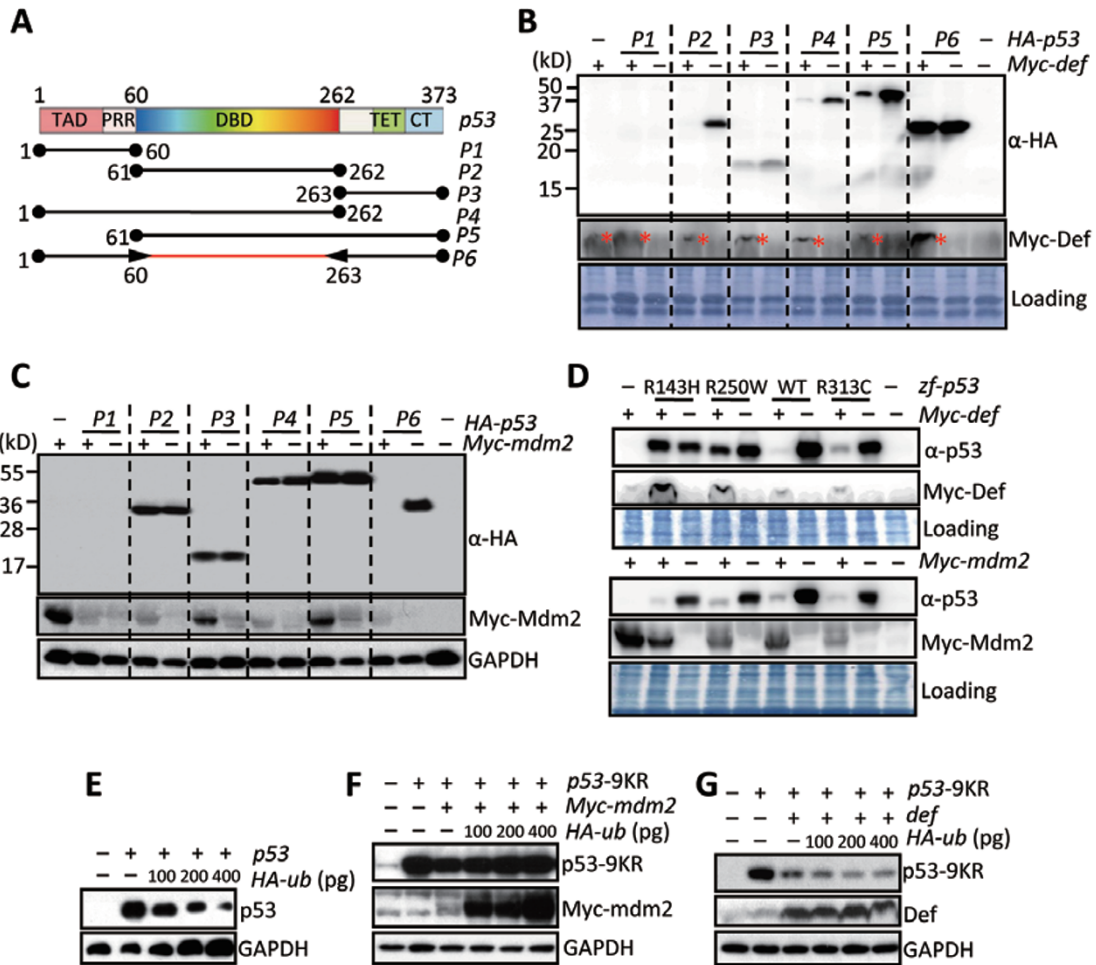 A
1 60 262 373
TAD PRR DBD TET CT p53
1 60 P1
61 262 P2
263 P3
1 262 P4
61 P5
1 60 263 P6
B
– P1 P2 P3 P4 P5 P6 – HA-p53
(kD) + + – + – + – + – + – + – – Myc-def
50
37
25
20
15
α-HA
* * * * * * * Myc-Def
Loading
C
– P1 P2 P3 P4 P5 P6 – HA-p53
(kD) + + – + – + – + – + – + – – Myc-mdm2
55
36
28
17
α-HA
Myc-Mdm2
GAPDH
D
– R143H R250W WT R313C – zf-p53
+ + – + – + – + – – Myc-def
α-p53
Myc-Def
Loading
+ + – + – + – + – – Myc-mdm2
α-p53
Myc-Mdm2
Loading
E
– + + + + p53
– – 100 200 400 HA-ub (pg)
p53
GAPDH
F
– + + + + + p53-9KR
– – + + + + Myc-mdm2
– – – 100 200 400 HA-ub (pg)
p53-9KR
Myc-mdm2
GAPDH
G
– + + + + + p53-9KR
– – + + + + def
– – – 100 200 400 HA-ub (pg)
p53-9KR
Def
GAPDH